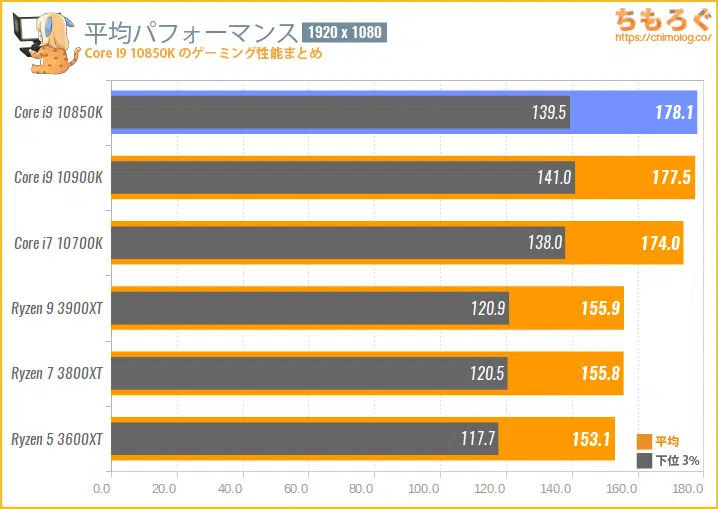 平均パフォーマンス 1920 x 1080
Core I9 10850K のゲーミング性能まとめ
ちもろぐ
https://chimolog.co/
Core i9 10850K 139.5 178.1
Core i9 10900K 141.0 177.5
Core i7 10700K 138.0 174.0
Ryzen 9 3900XT 120.9 155.9
Ryzen 7 3800XT 120.5 155.8
Ryzen 5 3600XT 117.7 153.1
平均
下位 3%
0.0 20.0 40.0 60.0 80.0 100.0 120.0 140.0 160.0 180.0